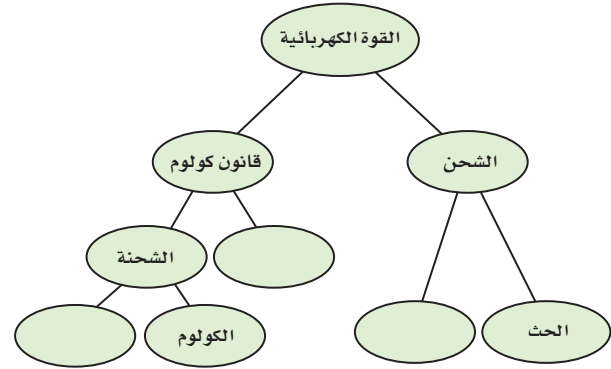 القوة الكهربائية
الشحن
قانون كولوم
الشحنة
الحث
الكولوم